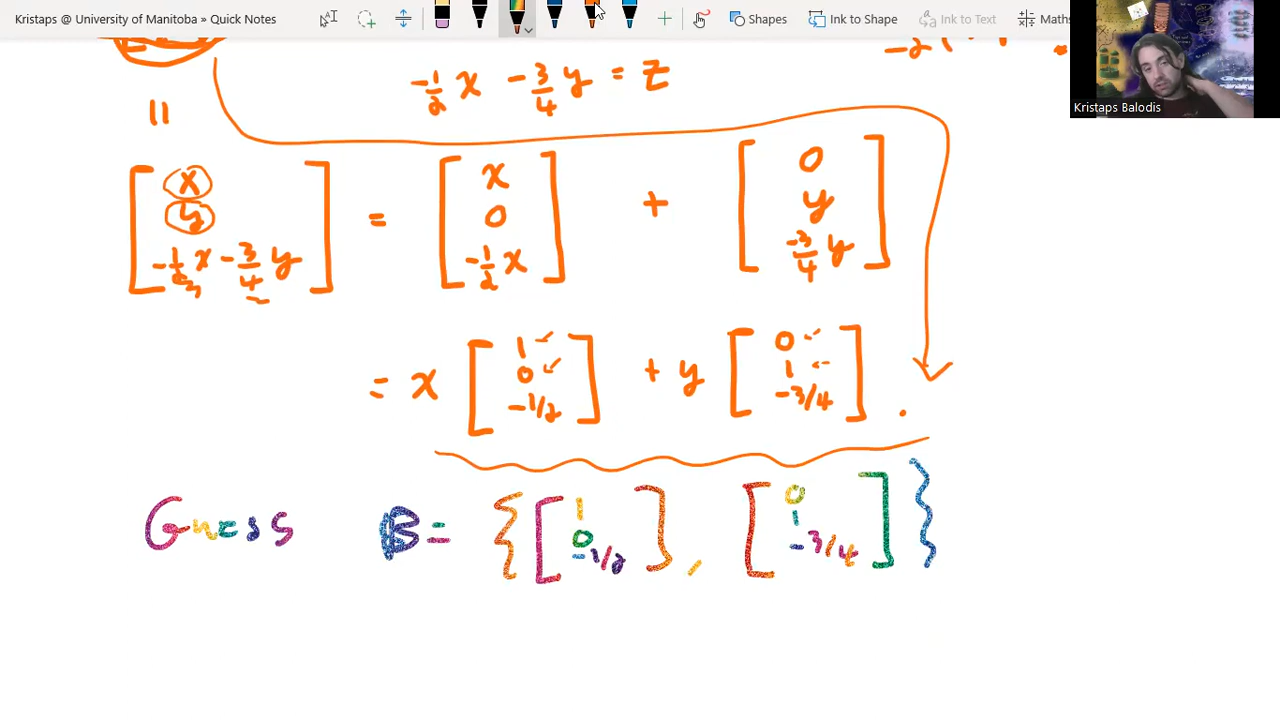 Kristaps @ University of Manitoba » Quick Notes
Shapes Ink to Shape Ink to Text Maths
Kristaps Balodis
-1/2 x -3/4 y = z
[x y -1/2 x - 3/4 y] = [x 0 -1/2 x] + [0 y -3/4 y]
= x [1 0 -1/2] + y [0 1 -3/4] .
Guess B = {[1 0 -1/2], [0 1 -3/4]}